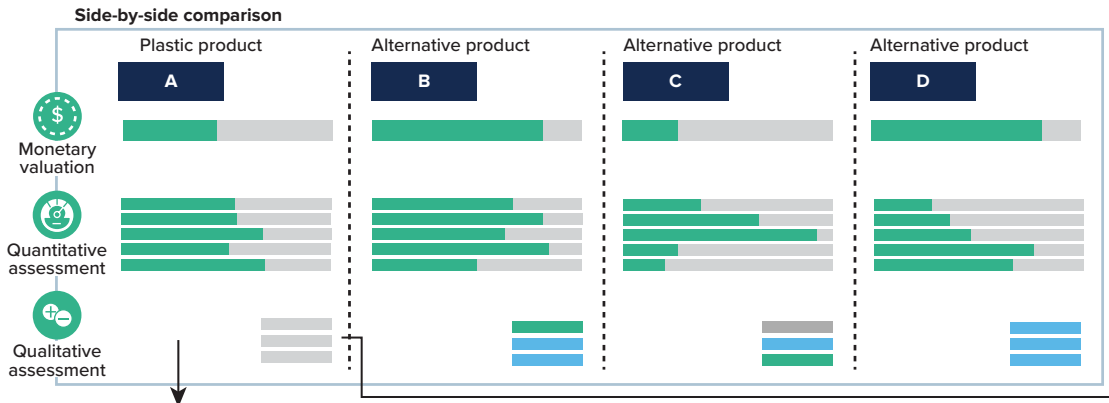 Side-by-side comparison
Plastic product
Alternative product
Alternative product
Alternative product
A
B
C
D
$
Monetary
valuation
Quantitative
assessment
Qualitative
assessment